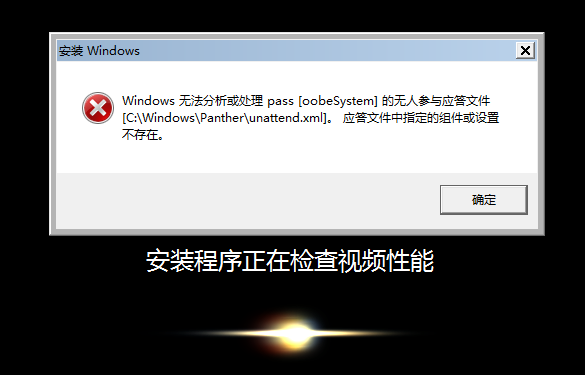 安装 Windows
Windows 无法分析或处理 pass [oobeSystem] 的无人参与应答文件
[C:\Windows\Panther\unattend.xml]。 应答文件中指定的组件或设置
不存在。
确定
安装程序正在检查视频性能